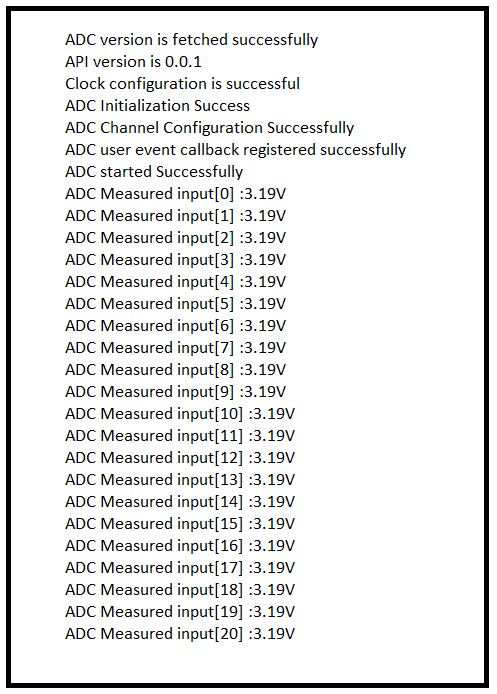 ADC version is fetched successfully
API version is 0.0.1
Clock configuration is successful
ADC Initialization Success
ADC Channel Configuration Successfully
ADC user event callback registered successfully
ADC started Successfully
ADC Measured input[0] :3.19V
ADC Measured input[1] :3.19V
ADC Measured input[2] :3.19V
ADC Measured input[3] :3.19V
ADC Measured input[4] :3.19V
ADC Measured input[5] :3.19V
ADC Measured input[6] :3.19V
ADC Measured input[7] :3.19V
ADC Measured input[8] :3.19V
ADC Measured input[9] :3.19V
ADC Measured input[10] :3.19V
ADC Measured input[11] :3.19V
ADC Measured input[12] :3.19V
ADC Measured input[13] :3.19V
ADC Measured input[14] :3.19V
ADC Measured input[15] :3.19V
ADC Measured input[16] :3.19V
ADC Measured input[17] :3.19V
ADC Measured input[18] :3.19V
ADC Measured input[19] :3.19V
ADC Measured input[20] :3.19V